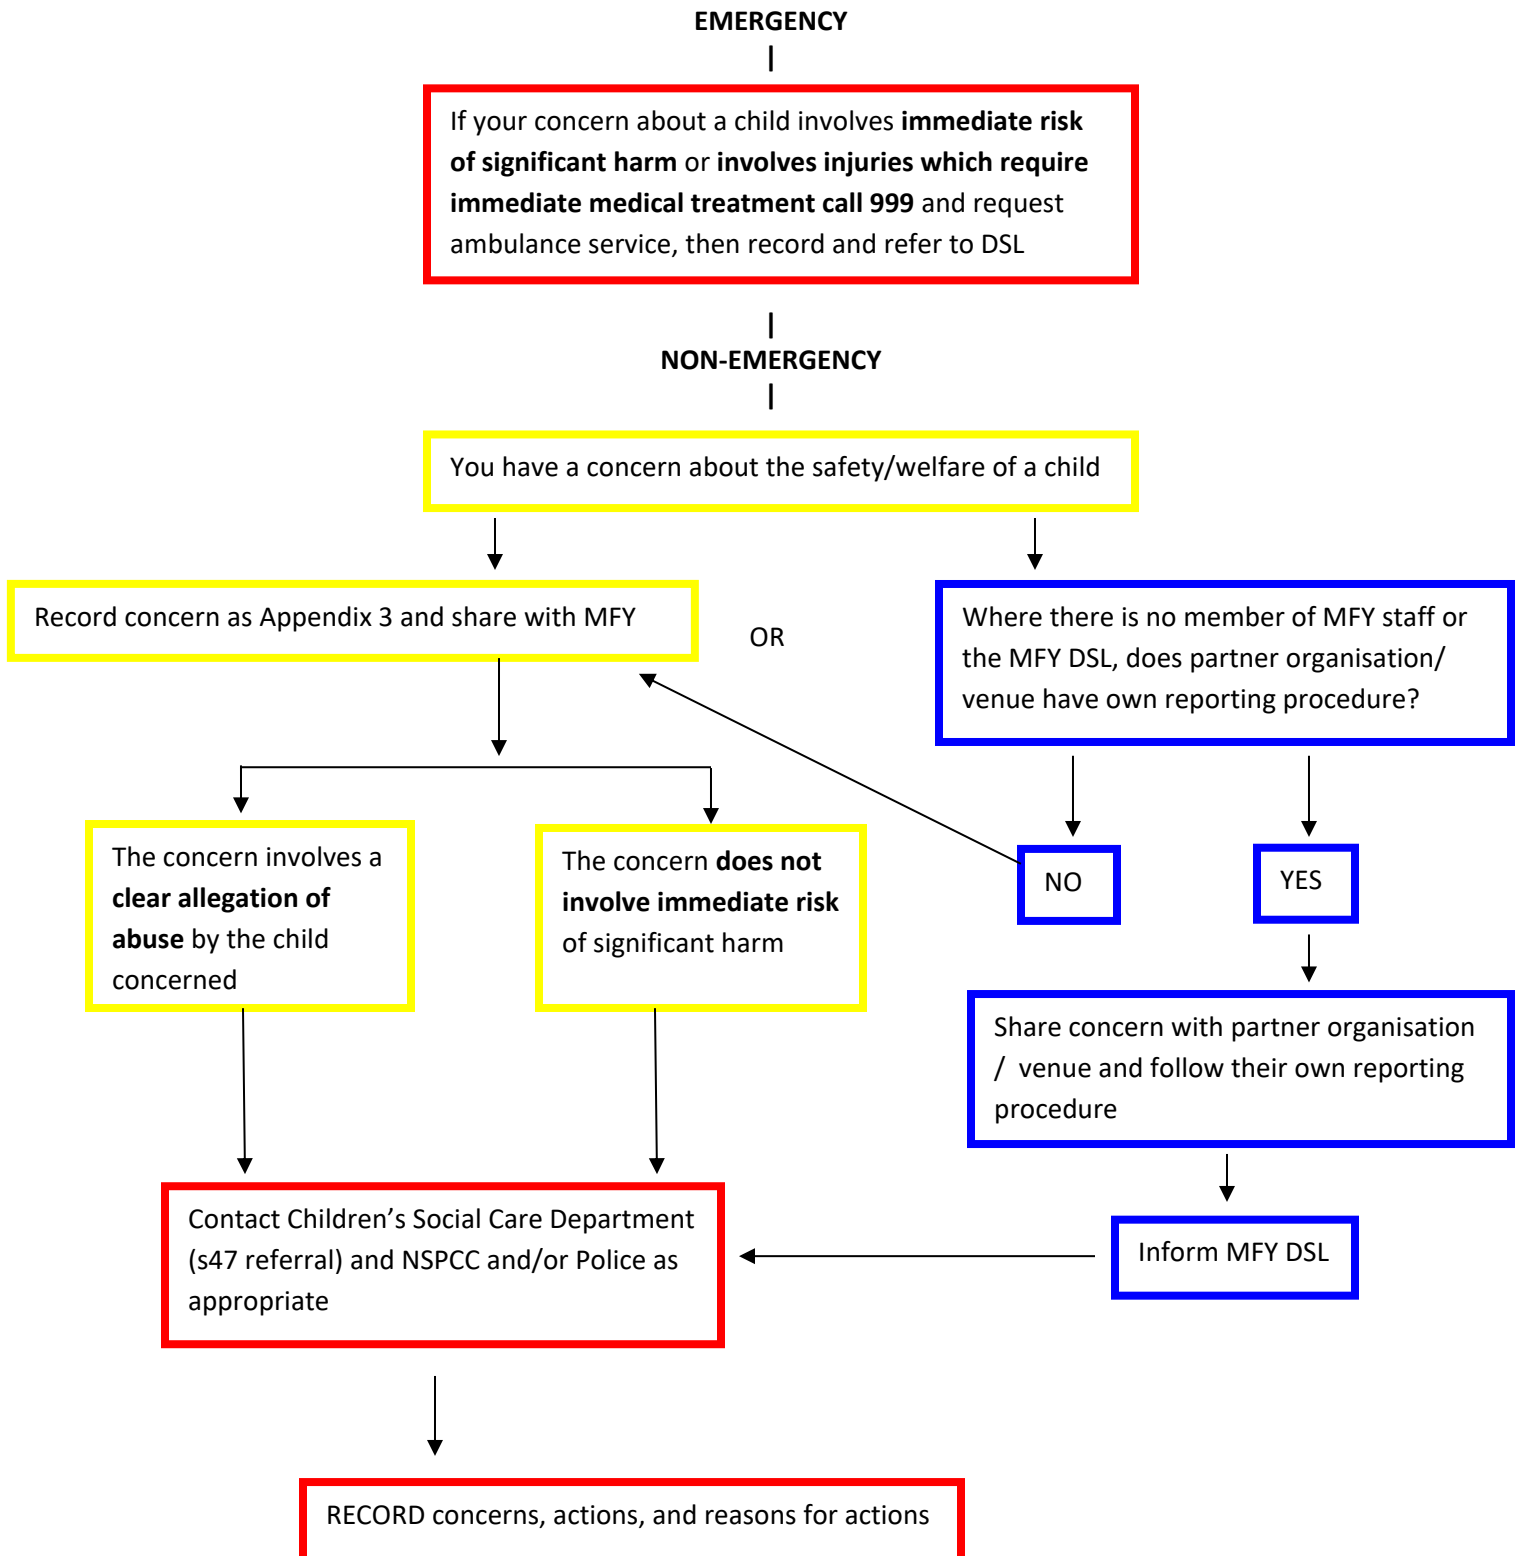 EMERGENCY
If your concern about a child involves immediate risk
of significant harm or involves injuries which require
immediate medical treatment call 999 and request
ambulance service, then record and refer to DSL
NON-EMERGENCY
You have a concern about the safety/welfare of a child
Record concern as Appendix 3 and share with MFY
OR
Where there is no member of MFY staff or
the MFY DSL, does partner organisation/
venue have own reporting procedure?
The concern involves a
clear allegation of
abuse by the child
concerned
The concern does not
involve immediate risk
of significant harm
NO
YES
Share concern with partner organisation
/ venue and follow their own reporting
procedure
Contact Children’s Social Care Department
(s47 referral) and NSPCC and/or Police as
appropriate
Inform MFY DSL
RECORD concerns, actions, and reasons for actions